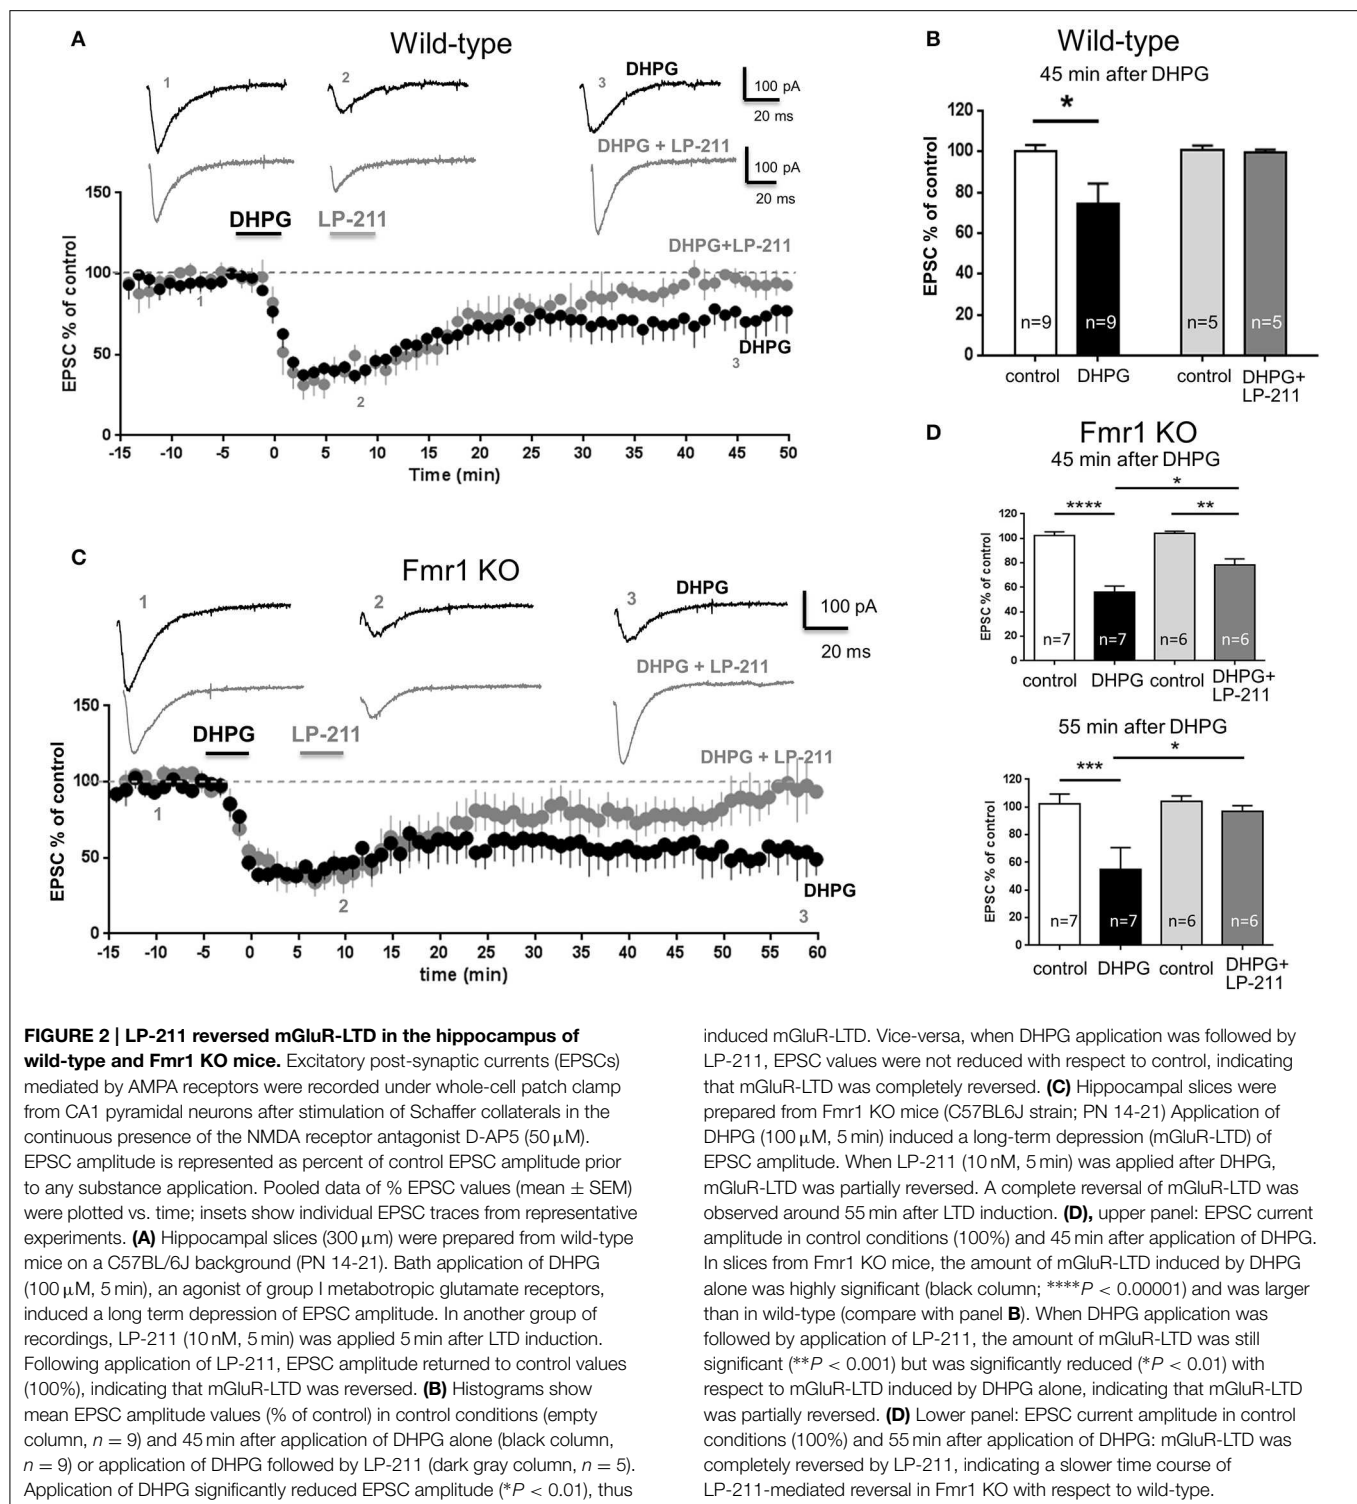 A
Wild-type
1
2
3
DHPG
100 pA
20 ms
DHPG + LP-211
100 pA
20 ms
150
100
50
0
EPSC % of control
DHPG
LP-211
DHPG+LP-211
1
2
DHPG
3
-15 -10 -5 0 5 10 15 20 25 30 35 40 45 50
Time (min)
B
Wild-type
45 min after DHPG
*
120
100
80
60
40
20
0
EPSC % of control
n=9
n=9
n=5
n=5
control
DHPG
control
DHPG+
LP-211
C
Fmr1 KO
1
2
3
DHPG
100 pA
20 ms
DHPG + LP-211
150
100
50
0
EPSC % of control
DHPG
LP-211
DHPG + LP-211
1
2
DHPG
3
-15 -10 -5 0 5 10 15 20 25 30 35 40 45 50 55 60
time (min)
D
Fmr1 KO
45 min after DHPG
*
****
**
120
100
80
60
40
20
0
EPSC % of control
n=7
n=7
n=6
n=6
control
DHPG
control
DHPG+
LP-211
55 min after DHPG
*
***
120
100
80
60
40
20
0
EPSC % of control
n=7
n=7
n=6
n=6
control
DHPG
control
DHPG+
LP-211
FIGURE 2 | LP-211 reversed mGluR-LTD in the hippocampus of
wild-type and Fmr1 KO mice. Excitatory post-synaptic currents (EPSCs)
mediated by AMPA receptors were recorded under whole-cell patch clamp
from CA1 pyramidal neurons after stimulation of Schaffer collaterals in the
continuous presence of the NMDA receptor antagonist D-AP5 (50 μM).
EPSC amplitude is represented as percent of control EPSC amplitude prior
to any substance application. Pooled data of % EPSC values (mean ± SEM)
were plotted vs. time; insets show individual EPSC traces from representative
experiments. (A) Hippocampal slices (300 μm) were prepared from wild-type
mice on a C57BL/6J background (PN 14-21). Bath application of DHPG
(100 μM, 5 min), an agonist of group I metabotropic glutamate receptors,
induced a long term depression of EPSC amplitude. In another group of
recordings, LP-211 (10 nM, 5 min) was applied 5 min after LTD induction.
Following application of LP-211, EPSC amplitude returned to control values
(100%), indicating that mGluR-LTD was reversed. (B) Histograms show
mean EPSC amplitude values (% of control) in control conditions (empty
column, n = 9) and 45 min after application of DHPG alone (black column,
n = 9) or application of DHPG followed by LP-211 (dark gray column, n = 5).
Application of DHPG significantly reduced EPSC amplitude (*P < 0.01), thus
induced mGluR-LTD. Vice-versa, when DHPG application was followed by
LP-211, EPSC values were not reduced with respect to control, indicating
that mGluR-LTD was completely reversed. (C) Hippocampal slices were
prepared from Fmr1 KO mice (C57BL6J strain; PN 14-21) Application of
DHPG (100 μM, 5 min) induced a long-term depression (mGluR-LTD) of
EPSC amplitude. When LP-211 (10 nM, 5 min) was applied after DHPG,
mGluR-LTD was partially reversed. A complete reversal of mGluR-LTD was
observed around 55 min after LTD induction. (D), upper panel: EPSC current
amplitude in control conditions (100%) and 45 min after application of DHPG.
In slices from Fmr1 KO mice, the amount of mGluR-LTD induced by DHPG
alone was highly significant (black column; ****P < 0.00001) and was larger
than in wild-type (compare with panel B). When DHPG application was
followed by application of LP-211, the amount of mGluR-LTD was still
significant (**P < 0.001) but was significantly reduced (*P < 0.01) with
respect to mGluR-LTD induced by DHPG alone, indicating that mGluR-LTD
was partially reversed. (D) Lower panel: EPSC current amplitude in control
conditions (100%) and 55 min after application of DHPG: mGluR-LTD was
completely reversed by LP-211, indicating a slower time course of
LP-211-mediated reversal in Fmr1 KO with respect to wild-type.